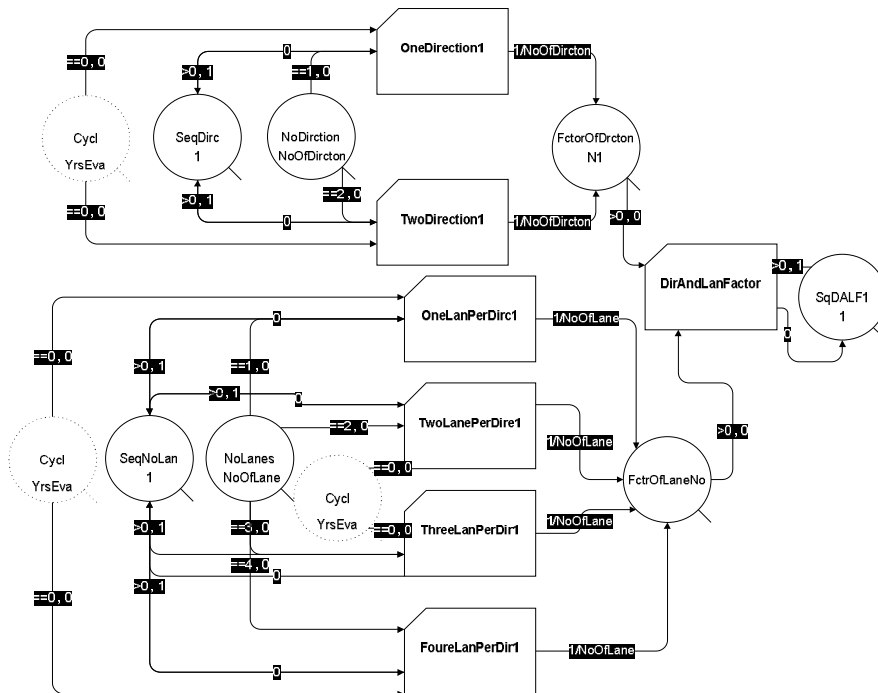 OneDirection1
0
1/NoOfDircton
==0,0
>0,1
==1,0
Cycl
YrsEva
SeqDirc
1
NoDirction
NoOfDircton
FctorOfDrcton
N1
==2,0
==0,0
>0,1
0
TwoDirection1
1/NoOfDircton
>0,0
>0,1
DirAndLanFactor
SqDALF1
1
0
OneLanPerDirc1
0
1/NoOfLane
==0,0
>0,1
==1,0
>0,1
0
TwoLanePerDire1
==2,0
1/NoOfLane
>0,0
Cycl
YrsEva
SeqNoLan
1
NoLanes
NoOfLane
==0,0
FctrOfLaneNo
Cycl
YrsEva
>0,1
==3,0
==0,0
ThreeLanPerDir1
1/NoOfLane
==4,0
0
==0,0
>0,1
FoureLanPerDir1
1/NoOfLane
0